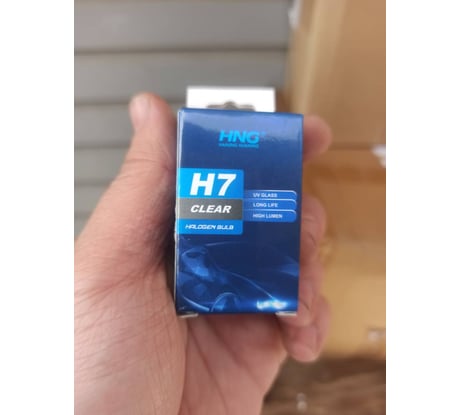 HNG
H7
CLEAR
HALOGEN BULB
UV GLASS
LONG LIFE
HIGH LUMEN